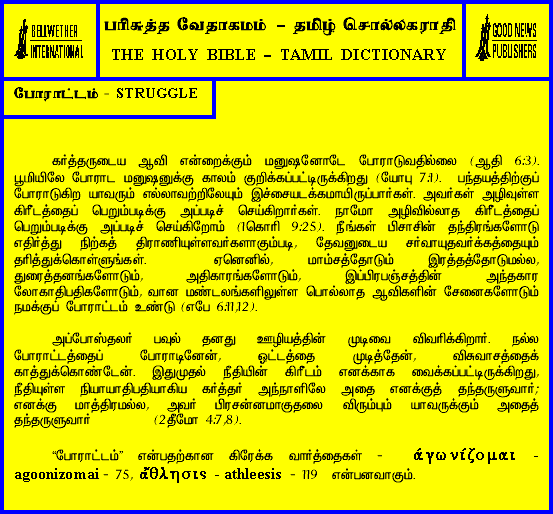 BELLWETHER
INTERNATIONAL
பரிசுத்த வேதாகமம் – தமிழ் சொல்லகராதி
THE HOLY BIBLE – TAMIL DICTIONARY
GOOD NEWS
PUBLISHERS
போராட்டம் - STRUGGLE
கர்த்தருடைய ஆவி என்றைக்கும் மனுஷனோடே போராடுவதில்லை (ஆதி 6:3).
பூமியிலே போராட மனுஷனுக்கு காலம் குறிக்கப்பட்டிருக்கிறது (யோபு 7:1). பந்தயத்திற்குப்
போராடுகிற யாவரும் எல்லாவற்றிலேயும் இச்சையடக்கமாயிருப்பார்கள். அவர்கள் அழிவுள்ள
கிரீடத்தைப் பெறும்படிக்கு அப்படிச் செய்கிறார்கள். நாமோ அழிவில்லாத கிரீடத்தைப்
பெறும்படிக்கு அப்படிச் செய்கிறோம் (1கொரி 9:25). நீங்கள் பிசாசின் தந்திரங்களோடு
எதிர்த்து நிற்கத் திராணியுள்ளவர்களாகும்படி, தேவனுடைய சர்வாயுதவர்க்கத்தையும்
தரித்துக்கொள்ளுங்கள். ஏனெனில், மாம்சத்தோடும் இரத்தத்தோடுமல்ல,
துரைத்தனங்களோடும், அதிகாரங்களோடும், இப்பிரபஞ்சத்தின் அந்தகார
லோகாதிபதிகளோடும், வான மண்டலங்களிலுள்ள பொல்லாத ஆவிகளின் சேனைகளோடும்
நமக்குப் போராட்டம் உண்டு (எபே 6:11,12).
அப்போஸ்தலர் பவுல் தனது ஊழியத்தின் முடிவை விவரிக்கிறார். நல்ல
போராட்டத்தைப் போராடினேன், ஓட்டத்தை முடித்தேன், விசுவாசத்தைக்
காத்துக்கொண்டேன். இதுமுதல் நீதியின் கிரீடம் எனக்காக வைக்கப்பட்டிருக்கிறது,
நீதியுள்ள நியாயாதிபதியாகிய கர்த்தர் அந்நாளிலே அதை எனக்குத் தந்தருளுவார்;
எனக்கு மாத்திரமல்ல, அவர் பிரசன்னமாகுதலை விரும்பும் யாவருக்கும் அதைத்
தந்தருளுவார் (2தீமோ 4:7,8).
“போராட்டம்” என்பதற்கான கிரேக்க வார்த்தைகள் - ἀγωνίζομαι -
agoonizomai - 75, ἄθλησις - athleesis - 119 என்பனவாகும்.